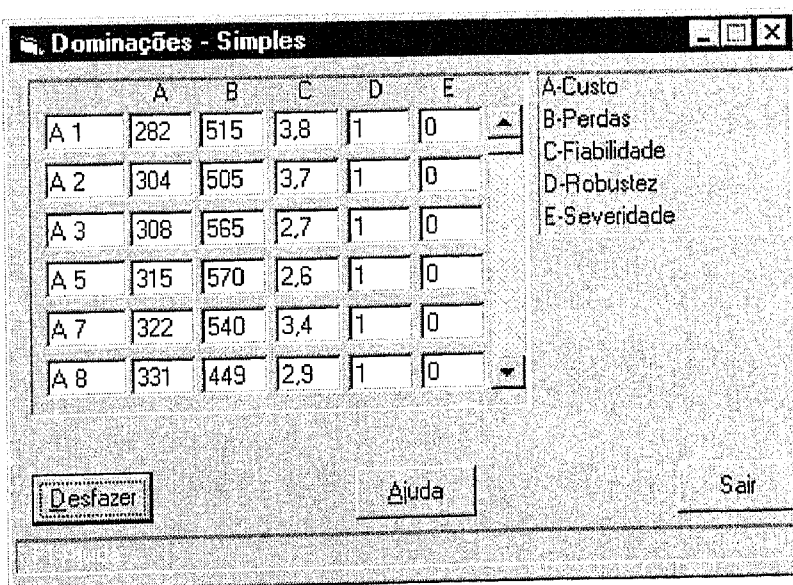 Dominações - Simples
A B C D E
A 1 282 515 3,8 1 0
A 2 304 505 3,7 1 0
A 3 308 565 2,7 1 0
A 5 315 570 2,6 1 0
A 7 322 540 3,4 1 0
A 8 331 449 2,9 1 0
A-Custo
B-Perdas
C-Fiabilidade
D-Robustez
E-Severidade
Desfazer Ajuda Sair